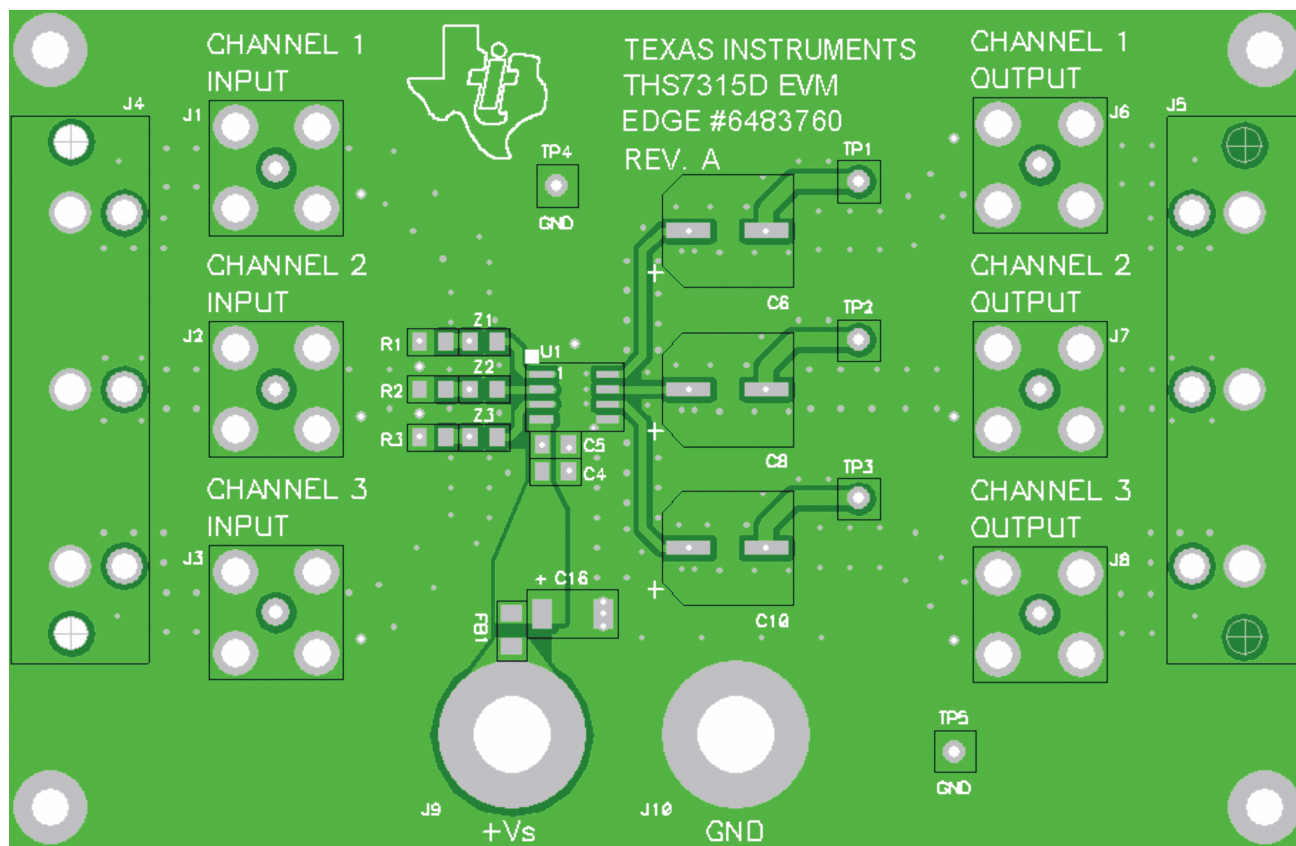 CHANNEL 1
INPUT
TEXAS INSTRUMENTS
THS7315D EVM
EDGE #6483760
REV. A
CHANNEL 1
OUTPUT
J4
J1
TP4
GND
TP1
J6
J5
CHANNEL 2
INPUT
+
C6
CHANNEL 2
OUTPUT
J2
R1
Z1
U1
1
TP2
J7
R2
Z2
R3
Z3
C5
C4
+
C8
CHANNEL 3
INPUT
TP3
CHANNEL 3
OUTPUT
J3
+ C16
FB1
+
C10
J8
TP5
GND
J9
+Vs
J10
GND